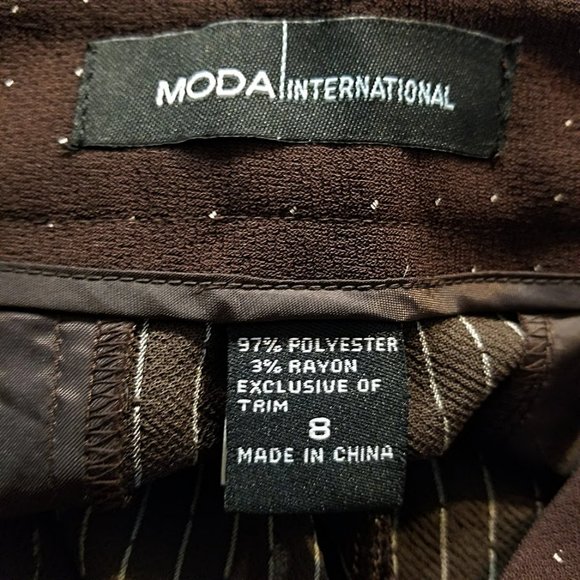 MODA INTERNATIONAL
97% POLYESTER
3% RAYON
EXCLUSIVE OF
TRIM
8
MADE IN CHINA